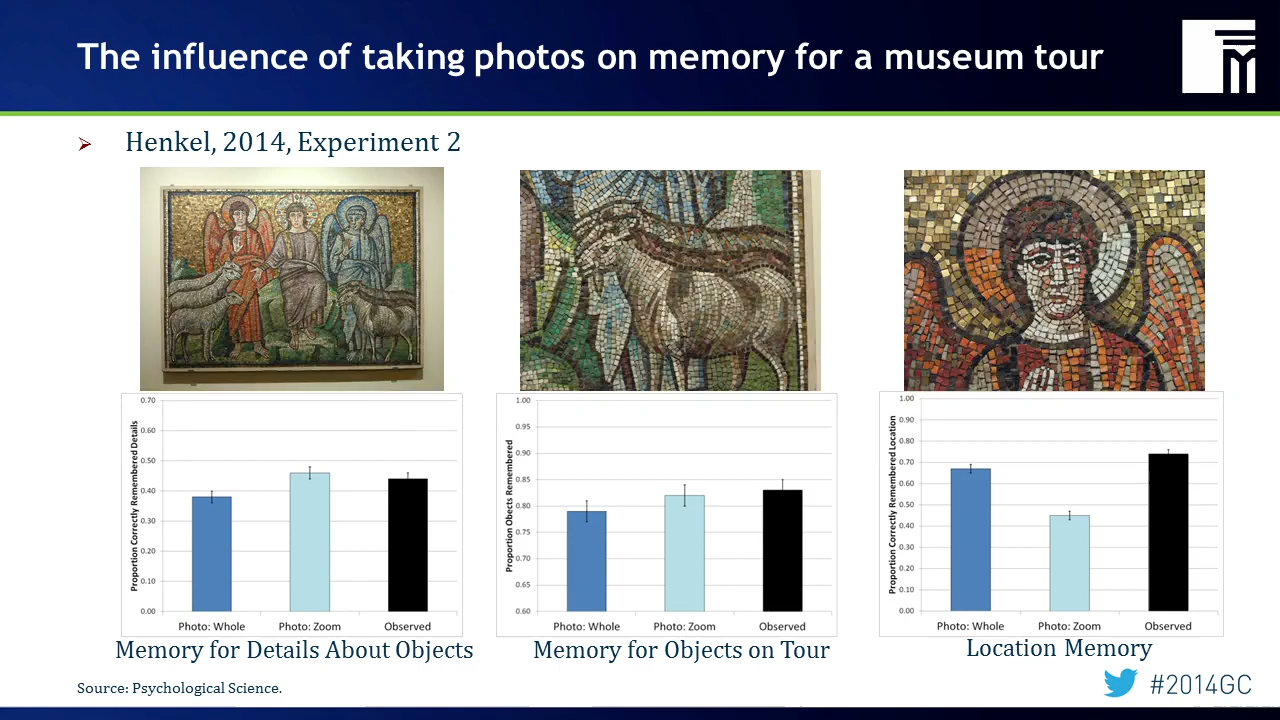 The influence of taking photos on memory for a museum tour
Henkel, 2014, Experiment 2
Proportion Correctly Remembered Details
0.70
0.60
0.50
0.40
0.30
0.20
0.10
0.00
Photo: Whole
Photo: Zoom
Observed
Memory for Details About Objects
Proportion Obects Remembered
1.00
0.95
0.90
0.85
0.80
0.75
0.70
0.65
0.60
Photo: Whole
Photo: Zoom
Observed
Memory for Objects on Tour
Proportion Correctly Remembered Location
1.00
0.90
0.80
0.70
0.60
0.50
0.40
0.30
0.20
0.10
0.00
Photo: Whole
Photo: Zoom
Observed
Location Memory
Source: Psychological Science.
#2014GC